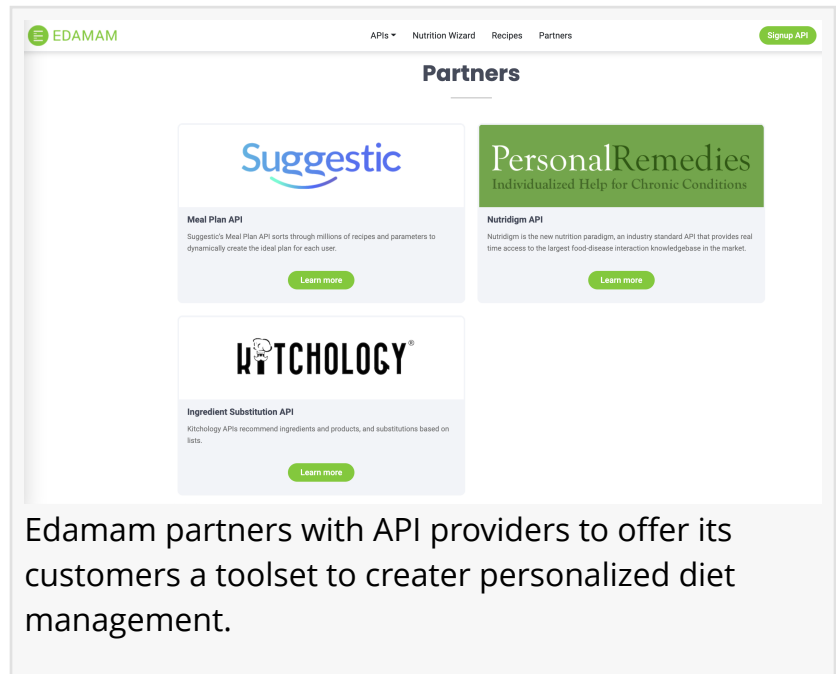 EDAMAM
APIs Nutrition Wizard Recipes Partners
Signup API
Partners
Suggestic
Meal Plan API
Suggestic's Meal Plan API sorts through millions of recipes and parameters to
dynamically create the ideal plan for each user.
Learn more
PersonalRemedies
Individualized Help for Chronic Conditions
Nutridigm API
Nutridigm is the new nutrition paradigm, an industry standard API that provides real
time access to the largest food-disease interaction knowledgebase in the market.
Learn more
KITCHOLOGY®
Ingredient Substitution API
Kitchology APIs recommend ingredients and products, and substitutions based on
lists.
Learn more
Edamam partners with API providers to offer its
customers a toolset to creater personalized diet
management.